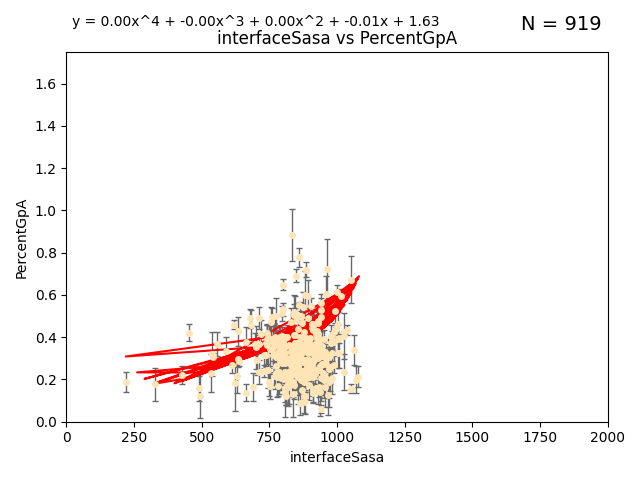 y = 0.00x^4 + -0.00x^3 + 0.00x^2 + -0.01x + 1.63
N = 919
interfaceSasa vs PercentGpA
1.6
1.4
1.2
1.0
0.8
0.6
0.4
0.2
0.0
PercentGpA
0 250 500 750 1000 1250 1500 1750 2000
interfaceSasa